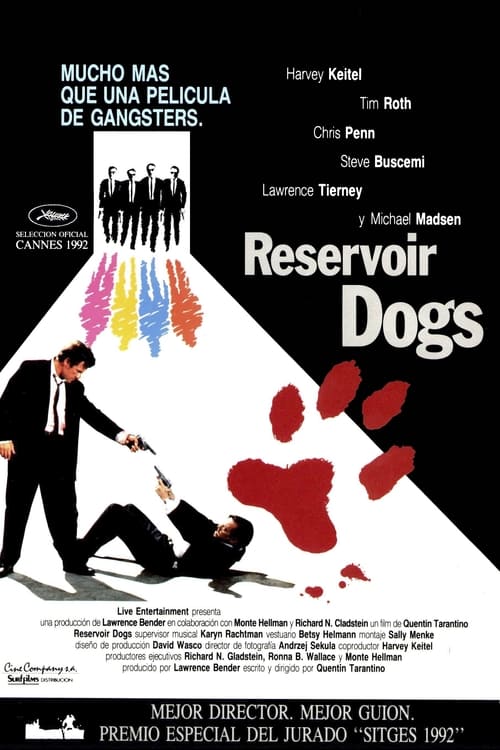 MUCHO MAS
QUE UNA PELICULA
DE GANGSTERS.
Harvey Keitel
Tim Roth
Chris Penn
Steve Buscemi
Lawrence Tierney
y Michael Madsen
SELECCION OFICIAL
CANNES 1992
Reservoir
Dogs
Live Entertainment presenta
una producción de Lawrence Bender en colaboración con Monte Hellman y Richard N. Gladstein un film de Quentin Tarantino
Reservoir Dogs supervisor musical Karyn Rachtman vestuario Betsy Heimann montaje Sally Menke
diseño de producción David Wasco director de fotografía Andrzej Sekula coproductor Harvey Keitel
productores ejecutivos Richard N. Gladstein, Ronna B. Wallace y Monte Hellman
producido por Lawrence Bender escrito y dirigido por Quentin Tarantino
CineCompany s.a.
Surf films DISTRIBUCION
MEJOR DIRECTOR. MEJOR GUION.
PREMIO ESPECIAL DEL JURADO "SITGES 1992"